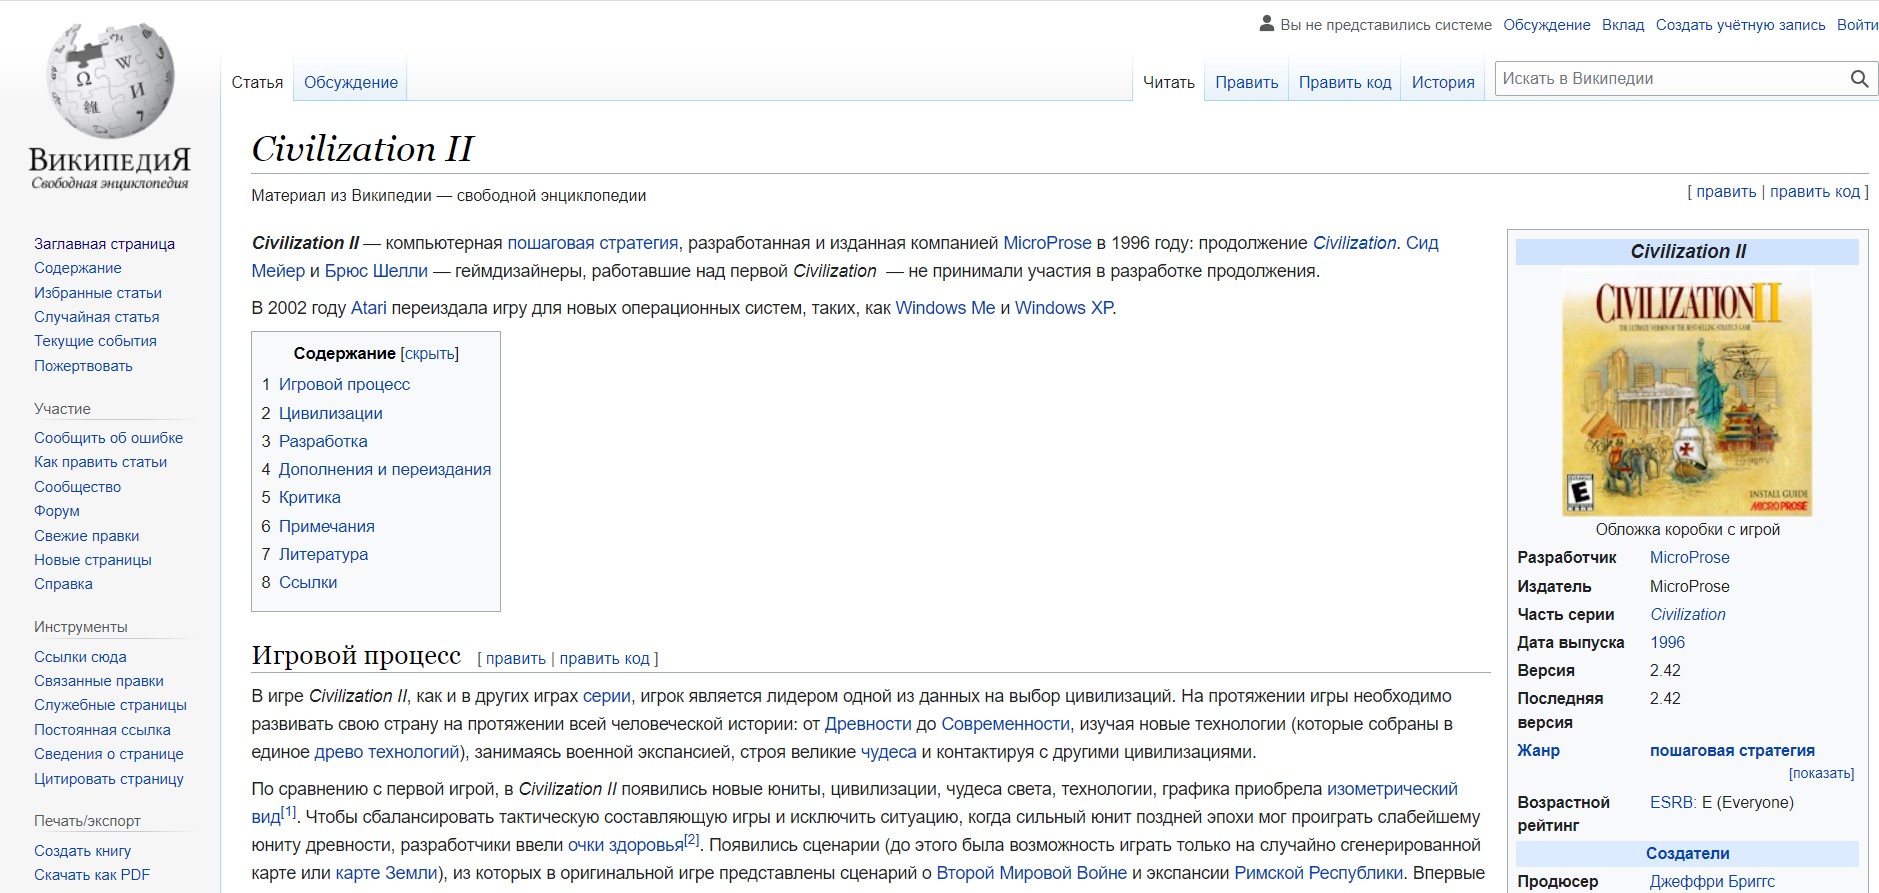 Вы не представились системе Обсуждение Вклад Создать учётную запись Войти
Статья Обсуждение Читать Править Править код История Искать в Википедии
ВИКИПЕДИЯ
Свободная энциклопедия
Заглавная страница
Содержание
Избранные статьи
Случайная статья
Текущие события
Пожертвовать
Участие
Сообщить об ошибке
Как править статьи
Сообщество
Форум
Свежие правки
Новые страницы
Справка
Инструменты
Ссылки сюда
Связанные правки
Служебные страницы
Постоянная ссылка
Сведения о странице
Цитировать страницу
Печать/экспорт
Создать книгу
Скачать как PDF
Civilization II
Материал из Википедии — свободной энциклопедии
[ править | править код ]
Civilization II — компьютерная пошаговая стратегия, разработанная и изданная компанией MicroProse в 1996 году: продолжение Civilization. Сид
Мейер и Брюс Шелли — геймдизайнеры, работавшие над первой Civilization — не принимали участия в разработке продолжения.
В 2002 году Atari переиздала игру для новых операционных систем, таких, как Windows Me и Windows XP.
Содержание [скрыть]
1 Игровой процесс
2 Цивилизации
3 Разработка
4 Дополнения и переиздания
5 Критика
6 Примечания
7 Литература
8 Ссылки
Игровой процесс [ править | править код ]
В игре Civilization II, как и в других играх серии, игрок является лидером одной из данных на выбор цивилизаций. На протяжении игры необходимо
развивать свою страну на протяжении всей человеческой истории: от Древности до Современности, изучая новые технологии (которые собраны в
единое древо технологий), занимаясь военной экспансией, строя великие чудеса и контактируя с другими цивилизациями.
По сравнению с первой игрой, в Civilization II появились новые юниты, цивилизации, чудеса света, технологии, графика приобрела изометрический
вид[1]. Чтобы сбалансировать тактическую составляющую игры и исключить ситуацию, когда сильный юнит поздней эпохи мог проиграть слабейшему
юниту древности, разработчики ввели очки здоровья[2]. Появились сценарии (до этого была возможность играть только на случайно сгенерированной
карте или карте Земли), из которых в оригинальной игре представлены сценарий о Второй Мировой Войне и экспансии Римской Республики. Впервые
Civilization II
CIVILIZATION II
THE ULTIMATE VERSION OF THE BEST-SELLING STRATEGY GAME
EVERYONE
E
ESRB
INSTALL GUIDE
MICROPROSE
Обложка коробки с игрой
Разработчик MicroProse
Издатель MicroProse
Часть серии Civilization
Дата выпуска 1996
Версия 2.42
Последняя 2.42
версия
Жанр пошаговая стратегия
[показать]
Возрастной ESRB: E (Everyone)
рейтинг
Создатели
Продюсер Джеффри Бриггс